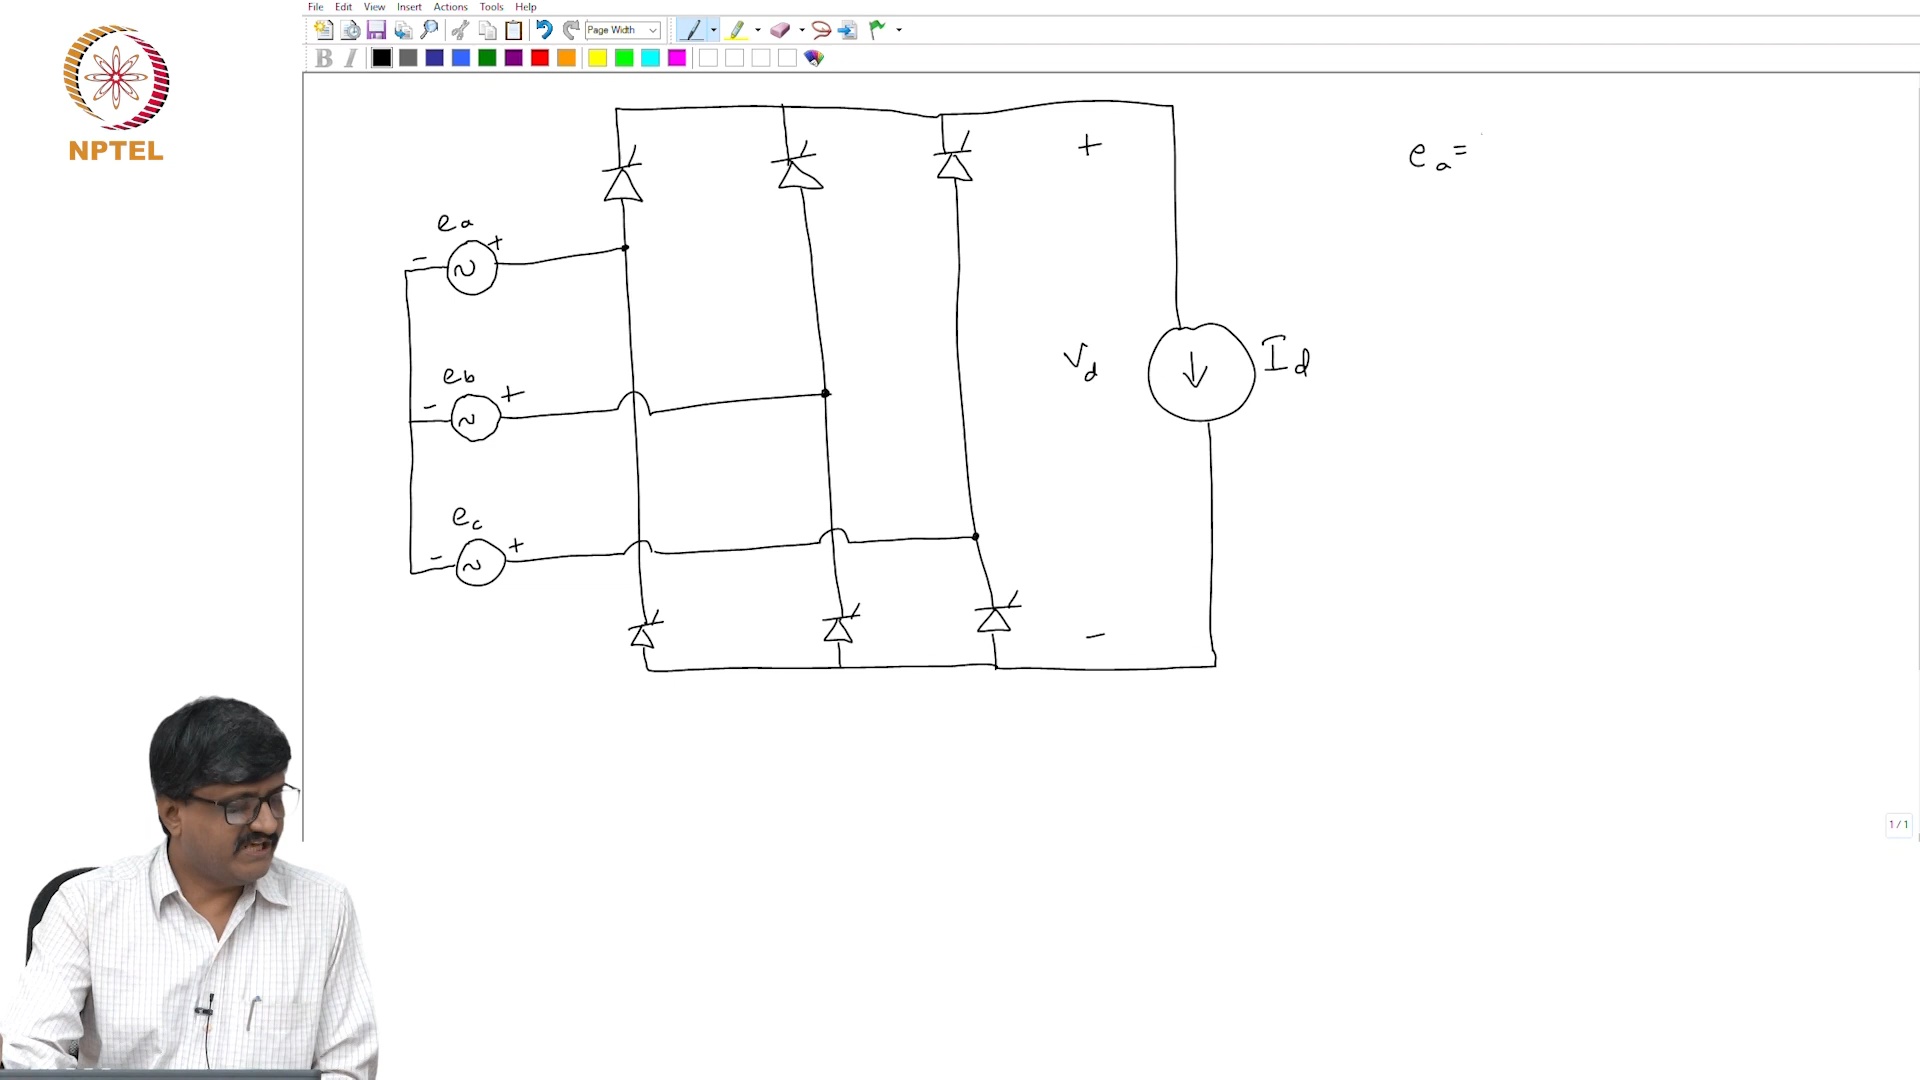 File Edit View Insert Actions Tools Help
Page Width
B I
NPTEL
+
e_a =
e_a
- +
~
e_b
- +
~
V_d
I_d
e_c
- +
~
-
1 / 1